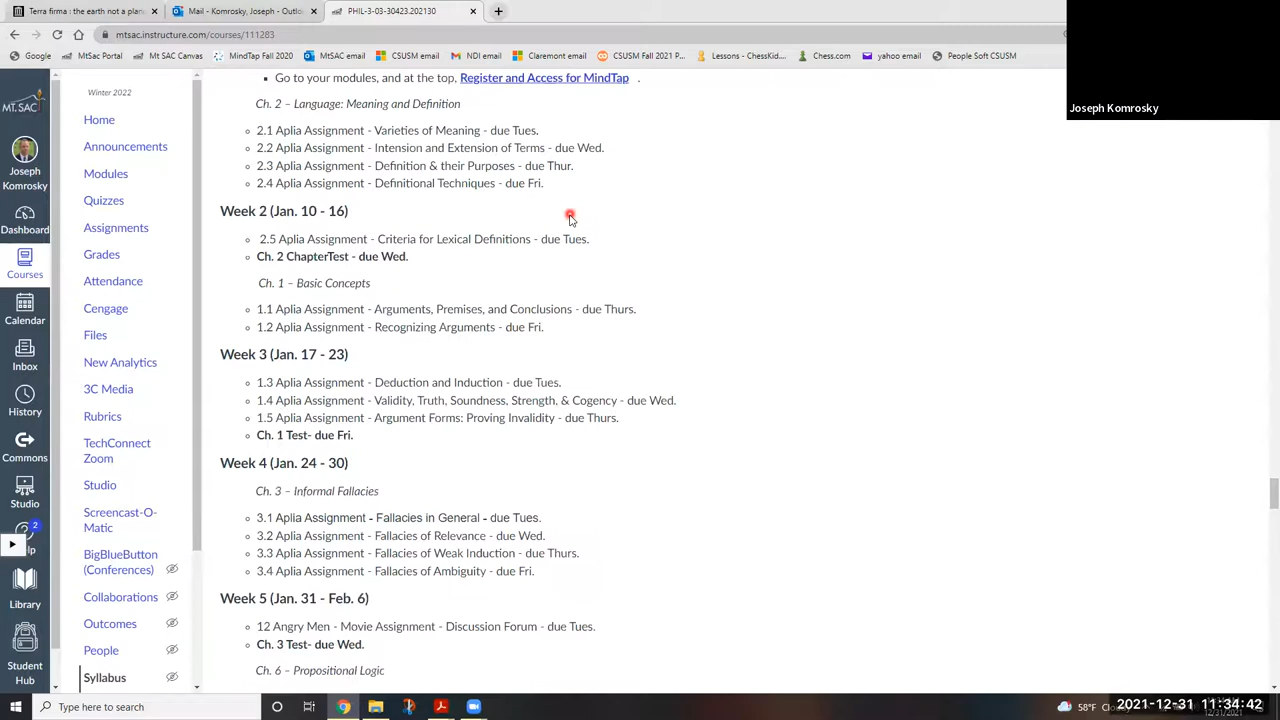 Terra firma : the earth not a planet
Mail - Komrosky, Joseph - Outlo
PHIL-3-03-30423.202130
mtsac.instructure.com/courses/111283
Google
MtSac Portal
Mt SAC Canvas
MindTap Fall 2020
MtSAC email
CSUSM email
NDI email
Claremont email
CSUSM Fall 2021 P...
Lessons - ChessKid...
Chess.com
yahoo email
People Soft CSUSM
Joseph Komrosky
MT.SAC
Joseph
Komrosky
Dashboard
Courses
Calendar
Inbox
History
Commons
Studio
2
Library
Student
Hub
Winter 2022
Home
Announcements
Modules
Quizzes
Assignments
Grades
Attendance
Cengage
Files
New Analytics
3C Media
Rubrics
TechConnect
Zoom
Studio
Screencast-O-
Matic
BigBlueButton
(Conferences)
Collaborations
Outcomes
People
Syllabus
Go to your modules, and at the top, Register and Access for MindTap .
Ch. 2 – Language: Meaning and Definition
2.1 Aplia Assignment - Varieties of Meaning - due Tues.
2.2 Aplia Assignment - Intension and Extension of Terms - due Wed.
2.3 Aplia Assignment - Definition & their Purposes - due Thur.
2.4 Aplia Assignment - Definitional Techniques - due Fri.
Week 2 (Jan. 10 - 16)
2.5 Aplia Assignment - Criteria for Lexical Definitions - due Tues.
Ch. 2 ChapterTest - due Wed.
Ch. 1 – Basic Concepts
1.1 Aplia Assignment - Arguments, Premises, and Conclusions - due Thurs.
1.2 Aplia Assignment - Recognizing Arguments - due Fri.
Week 3 (Jan. 17 - 23)
1.3 Aplia Assignment - Deduction and Induction - due Tues.
1.4 Aplia Assignment - Validity, Truth, Soundness, Strength, & Cogency - due Wed.
1.5 Aplia Assignment - Argument Forms: Proving Invalidity - due Thurs.
Ch. 1 Test- due Fri.
Week 4 (Jan. 24 - 30)
Ch. 3 – Informal Fallacies
3.1 Aplia Assignment - Fallacies in General - due Tues.
3.2 Aplia Assignment - Fallacies of Relevance - due Wed.
3.3 Aplia Assignment - Fallacies of Weak Induction - due Thurs.
3.4 Aplia Assignment - Fallacies of Ambiguity - due Fri.
Week 5 (Jan. 31 - Feb. 6)
12 Angry Men - Movie Assignment - Discussion Forum - due Tues.
Ch. 3 Test- due Wed.
Ch. 6 – Propositional Logic
Type here to search
58°F
2021-12-31 11:34:42